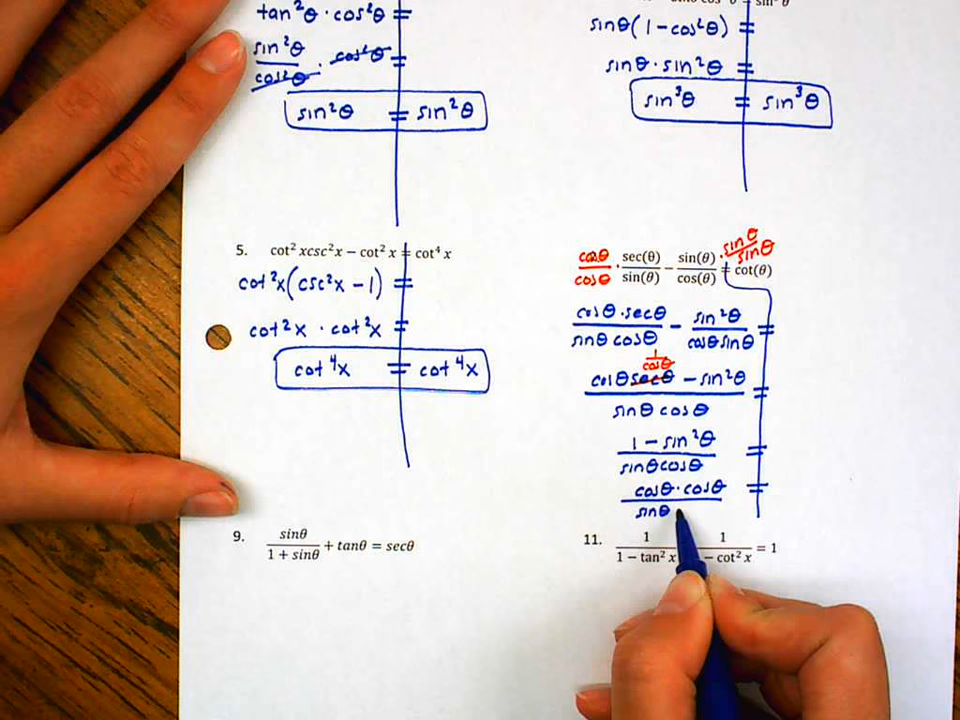 tan²θ · cos²θ =
sin²θ/cos²θ · cos²θ =
sin²θ = sin²θ
sinθ(1 - cos²θ) =
sinθ · sin²θ =
sin³θ = sin³θ
5. cot² xcsc²x − cot² x = cot⁴ x
cot²x(csc²x - 1) =
cot²x · cot²x =
cot⁴x = cot⁴x
cosθ/cosθ · sec(θ)/sin(θ) − sin(θ)/cos(θ) · sinθ/sinθ = cot(θ)
cosθ·secθ/sinθ cosθ - sin²θ/cosθ sinθ =
1/cosθ
cosθ secθ - sin²θ/sinθ cosθ =
1 - sin²θ/sinθcosθ =
cosθ·cosθ/sinθ =
9. sinθ/1 + sinθ + tanθ = secθ
11. 1/1 − tan² x 1/− cot² x = 1